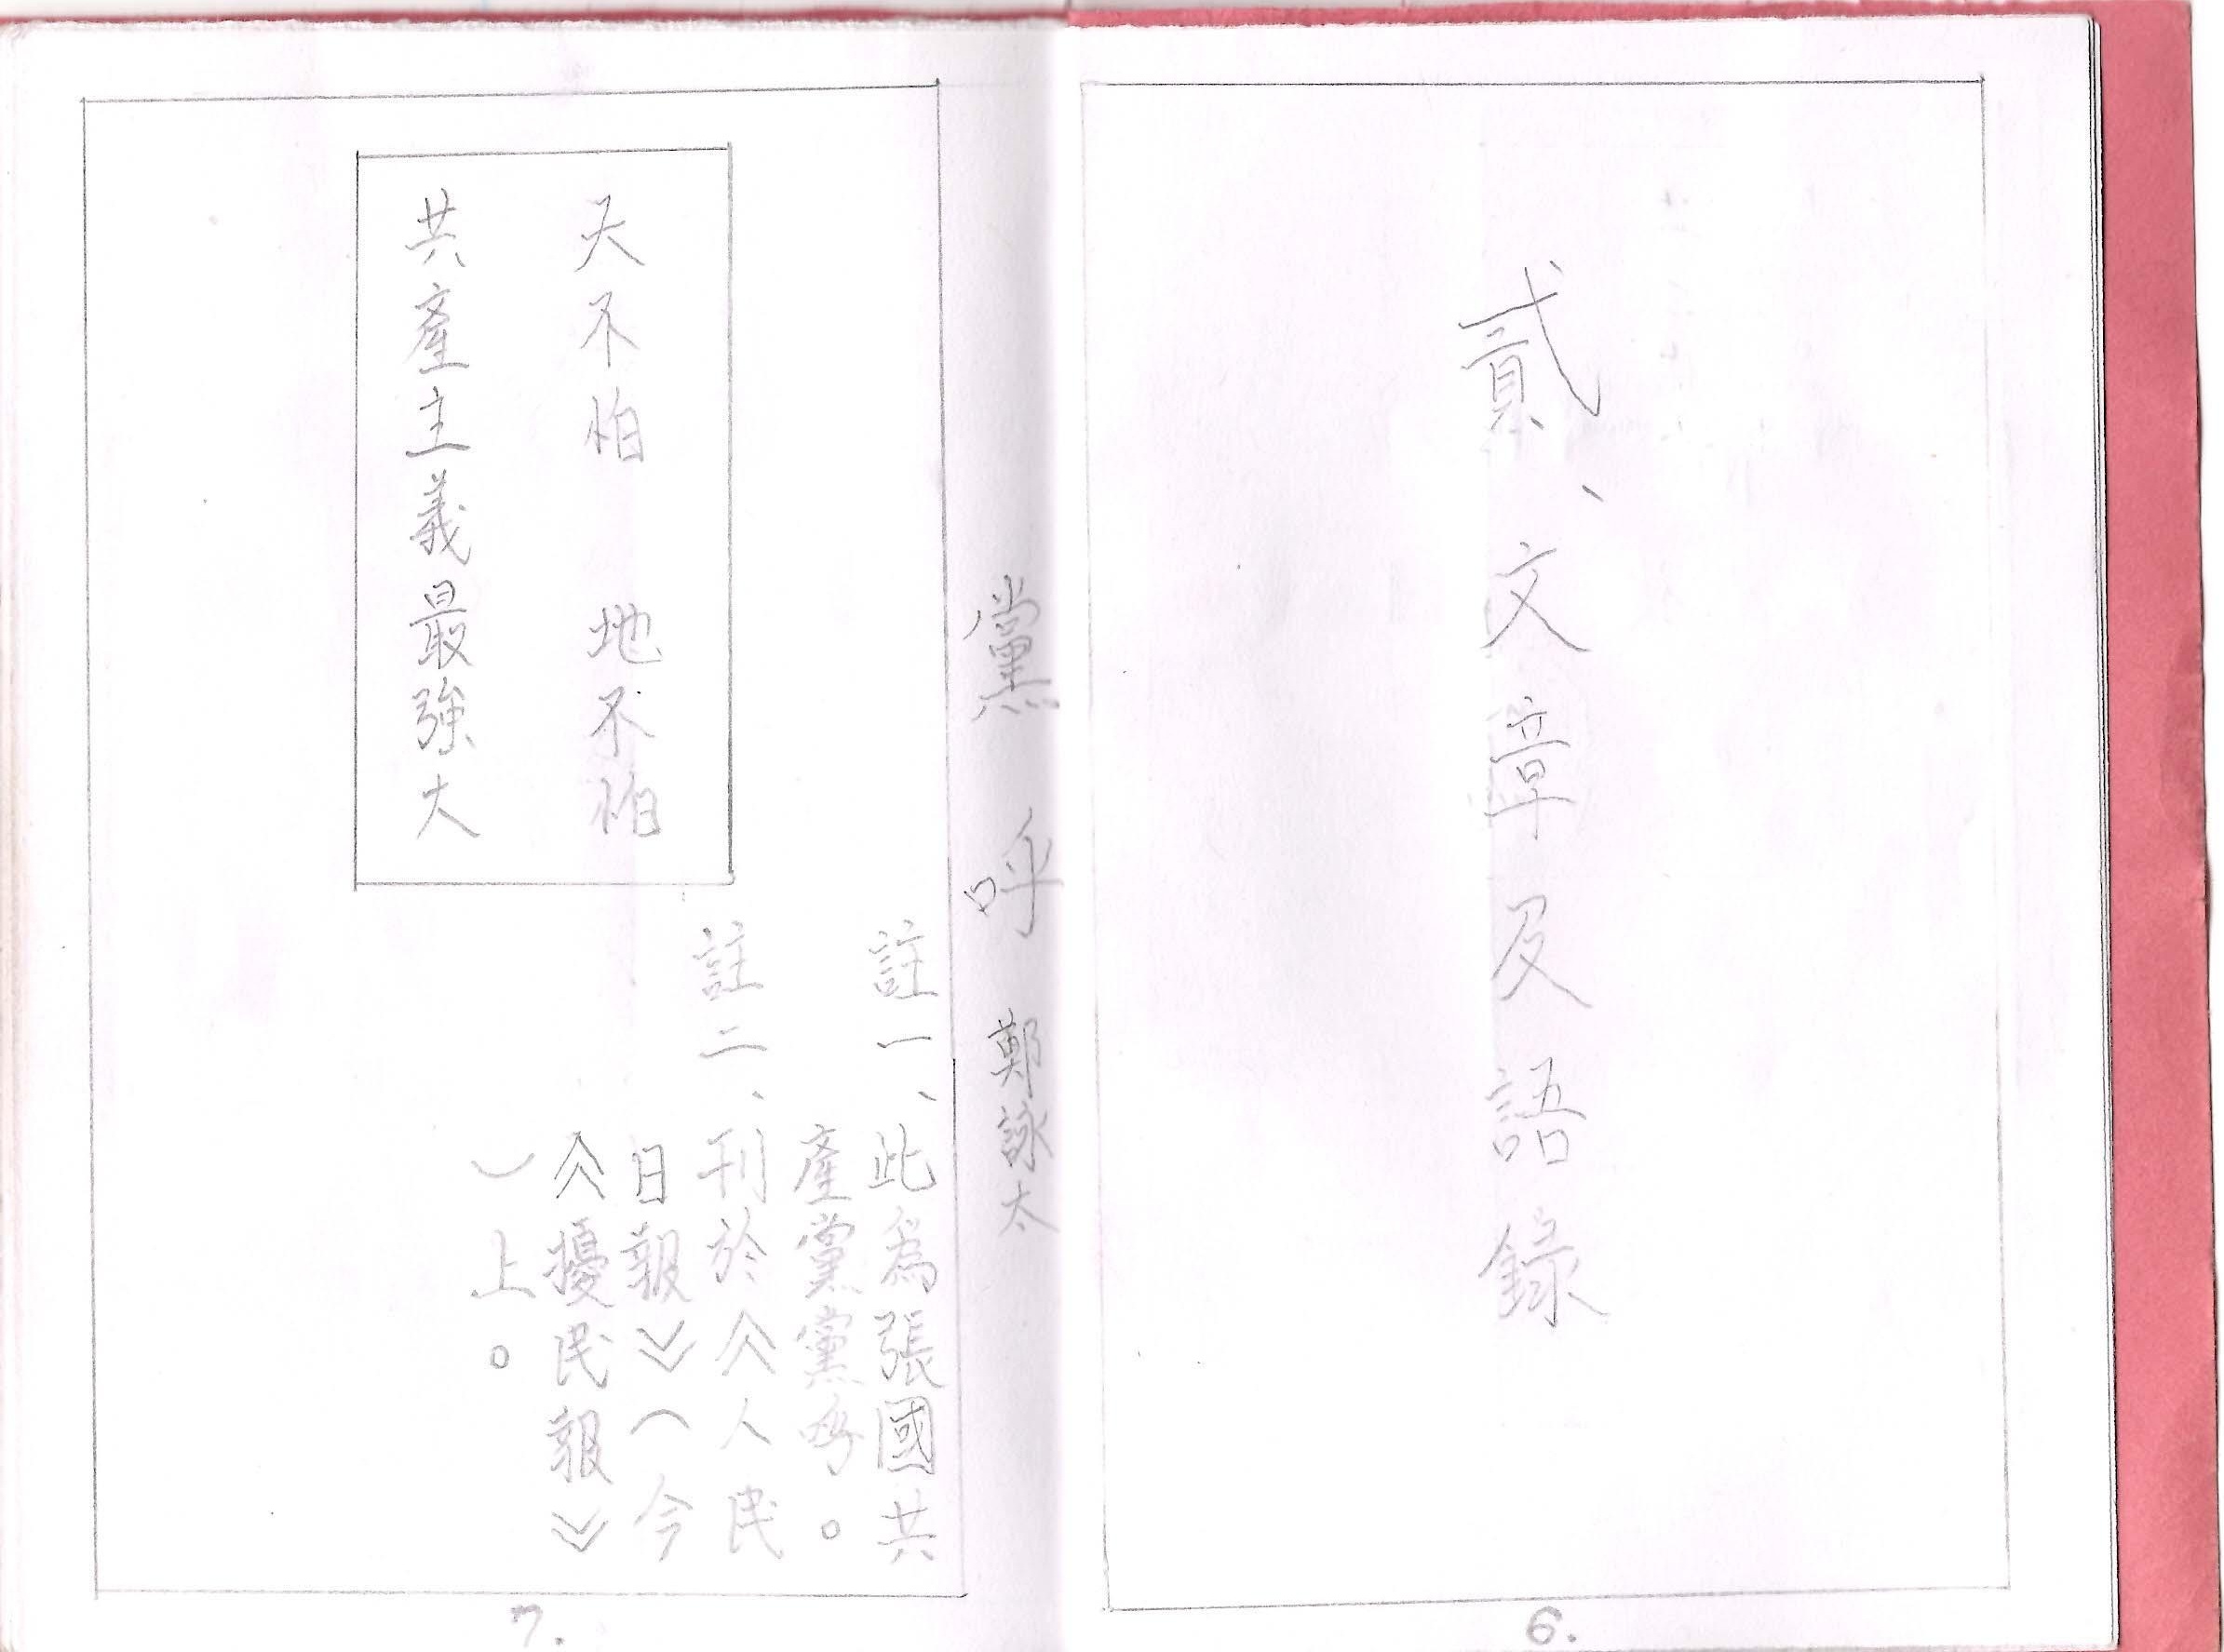 貳、文章及語錄
6.
黨呼 鄭詠太
天不怕 地不怕
共產主義最強大
註一、此為張國共
產黨黨呼。
註二、刊於《人民
日報》（今
《擾民報》
）上。
7.